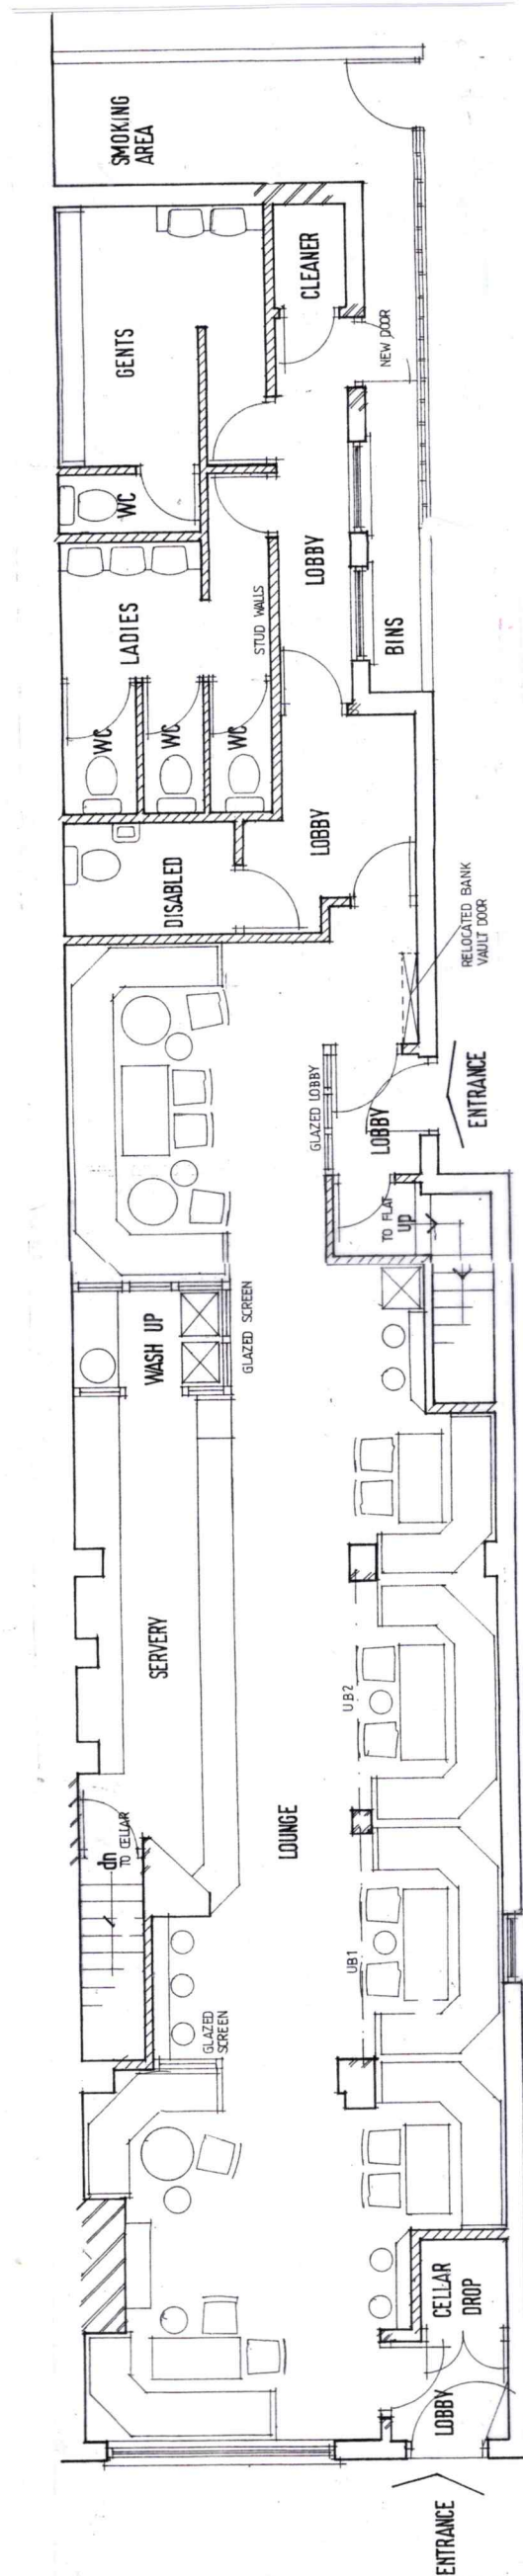 SMOKING
AREA
GENTS
CLEANER
NEW DOOR
WC
LADIES
STUD WALLS
LOBBY
BINS
WC
WC
WC
DISABLED
LOBBY
RELOCATED BANK
VAULT DOOR
GLAZED LOBBY
LOBBY
ENTRANCE
TO FLAT
up
WASH UP
GLAZED SCREEN
SERVERY
UB2
dn
TO CELLAR
LOUNGE
UB1
GLAZED
SCREEN
CELLAR
DROP
LOBBY
ENTRANCE